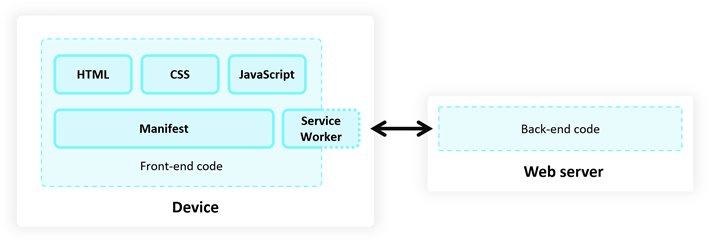 HTML
CSS
JavaScript
Manifest
Service
Worker
Front-end code
Device
Back-end code
Web server